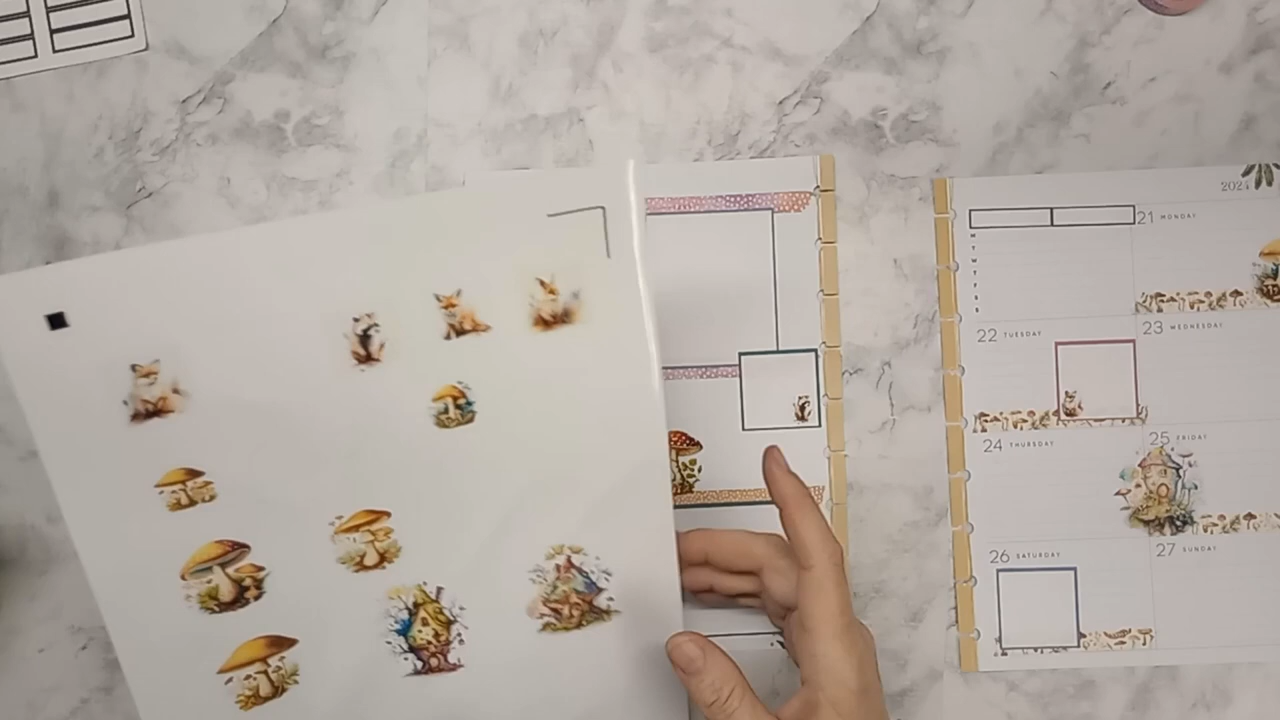 2024
21 MONDAY
M
T
W
T
F
S
S
22 TUESDAY
23 WEDNESDAY
24 THURSDAY
25 FRIDAY
26 SATURDAY
27 SUNDAY